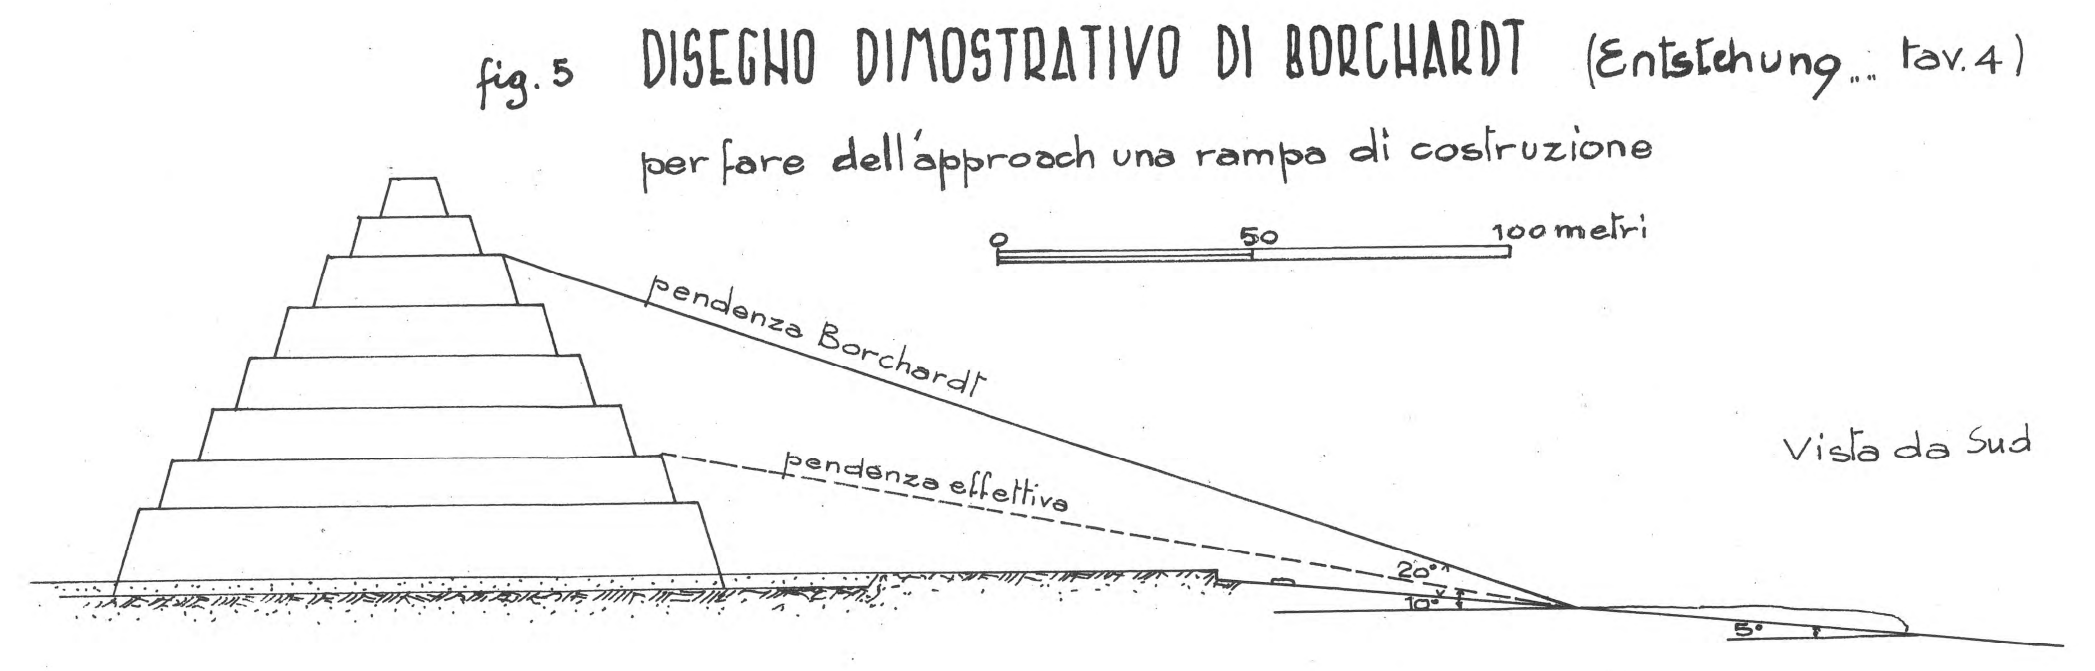 fig. 5 DISEGNO DIMOSTRATIVO DI BORCHARDT (Entstehung... tav. 4)
per fare dell'approach una rampa di costruzione
0 50 100 metri
pendenza Borchardt
Vista da Sud
pendenza effettiva
20°
10°
5°